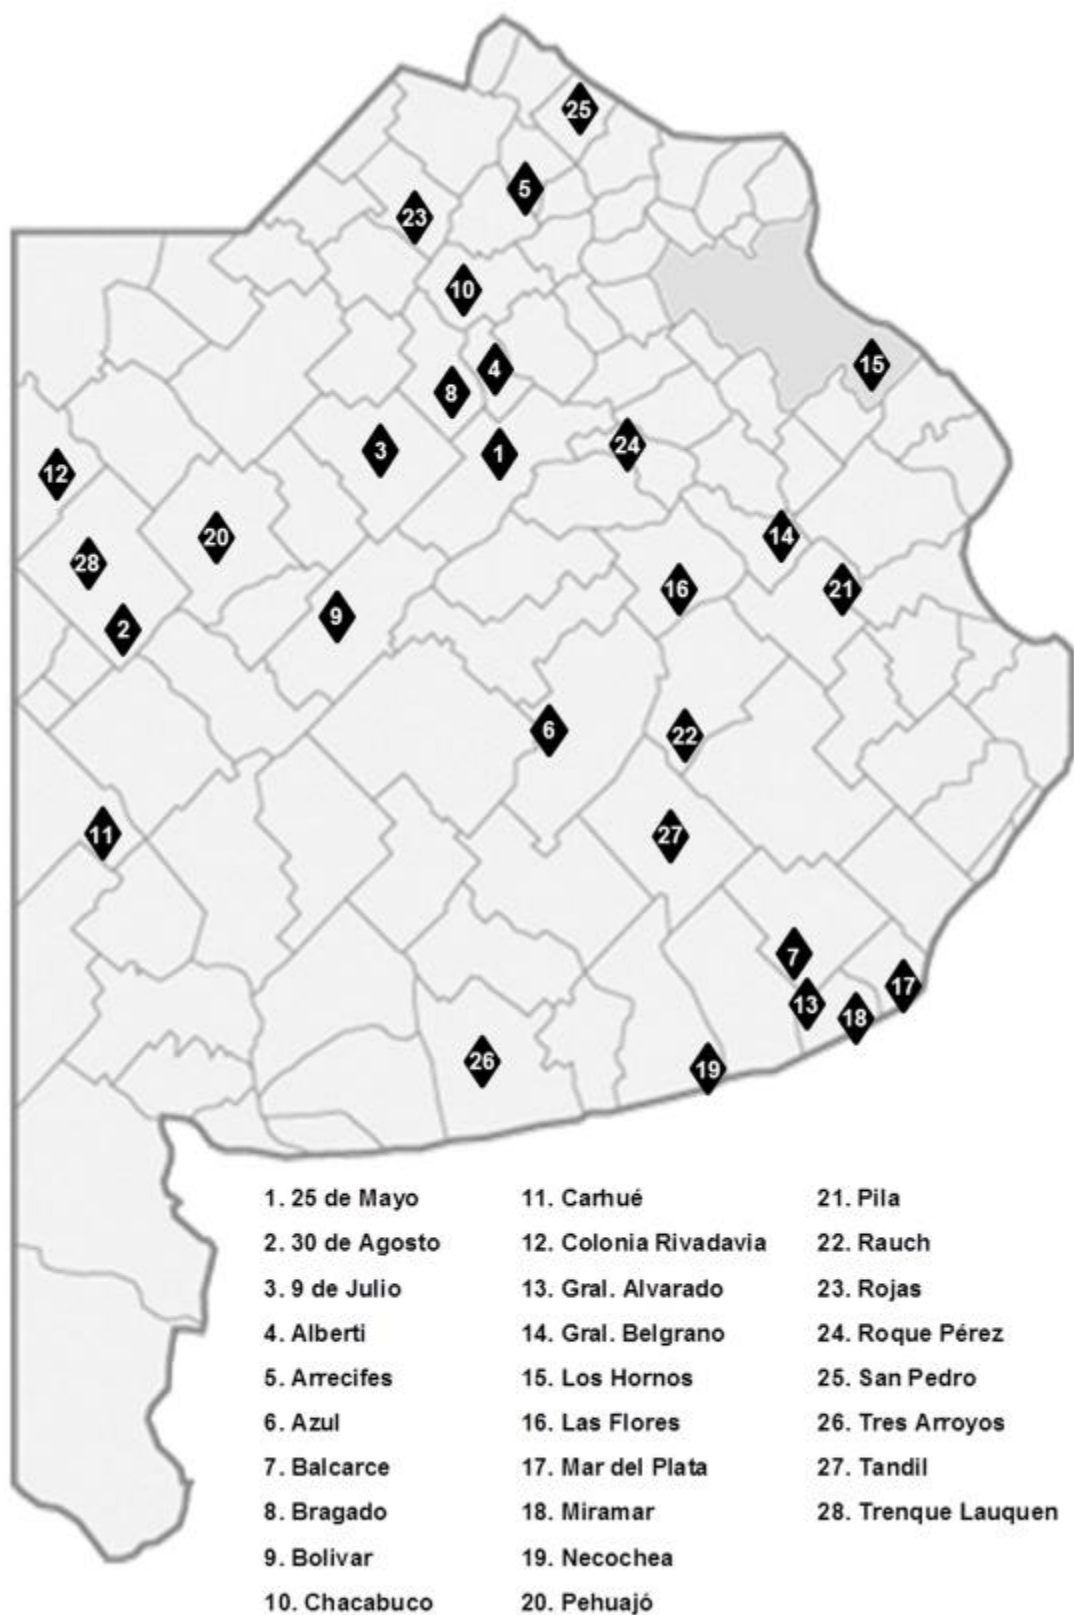 25
5
23
10
4
15
8
3
1
24
12
20
14
28
16
21
9
2
6
22
11
27
7
17
13
18
26
19
1. 25 de Mayo
2. 30 de Agosto
3. 9 de Julio
4. Alberti
5. Arrecifes
6. Azul
7. Balcarce
8. Bragado
9. Bolivar
10. Chacabuco
11. Carhué
12. Colonia Rivadavia
13. Gral. Alvarado
14. Gral. Belgrano
15. Los Hornos
16. Las Flores
17. Mar del Plata
18. Miramar
19. Necochea
20. Pehuajó
21. Pila
22. Rauch
23. Rojas
24. Roque Pérez
25. San Pedro
26. Tres Arroyos
27. Tandil
28. Trenque Lauquen